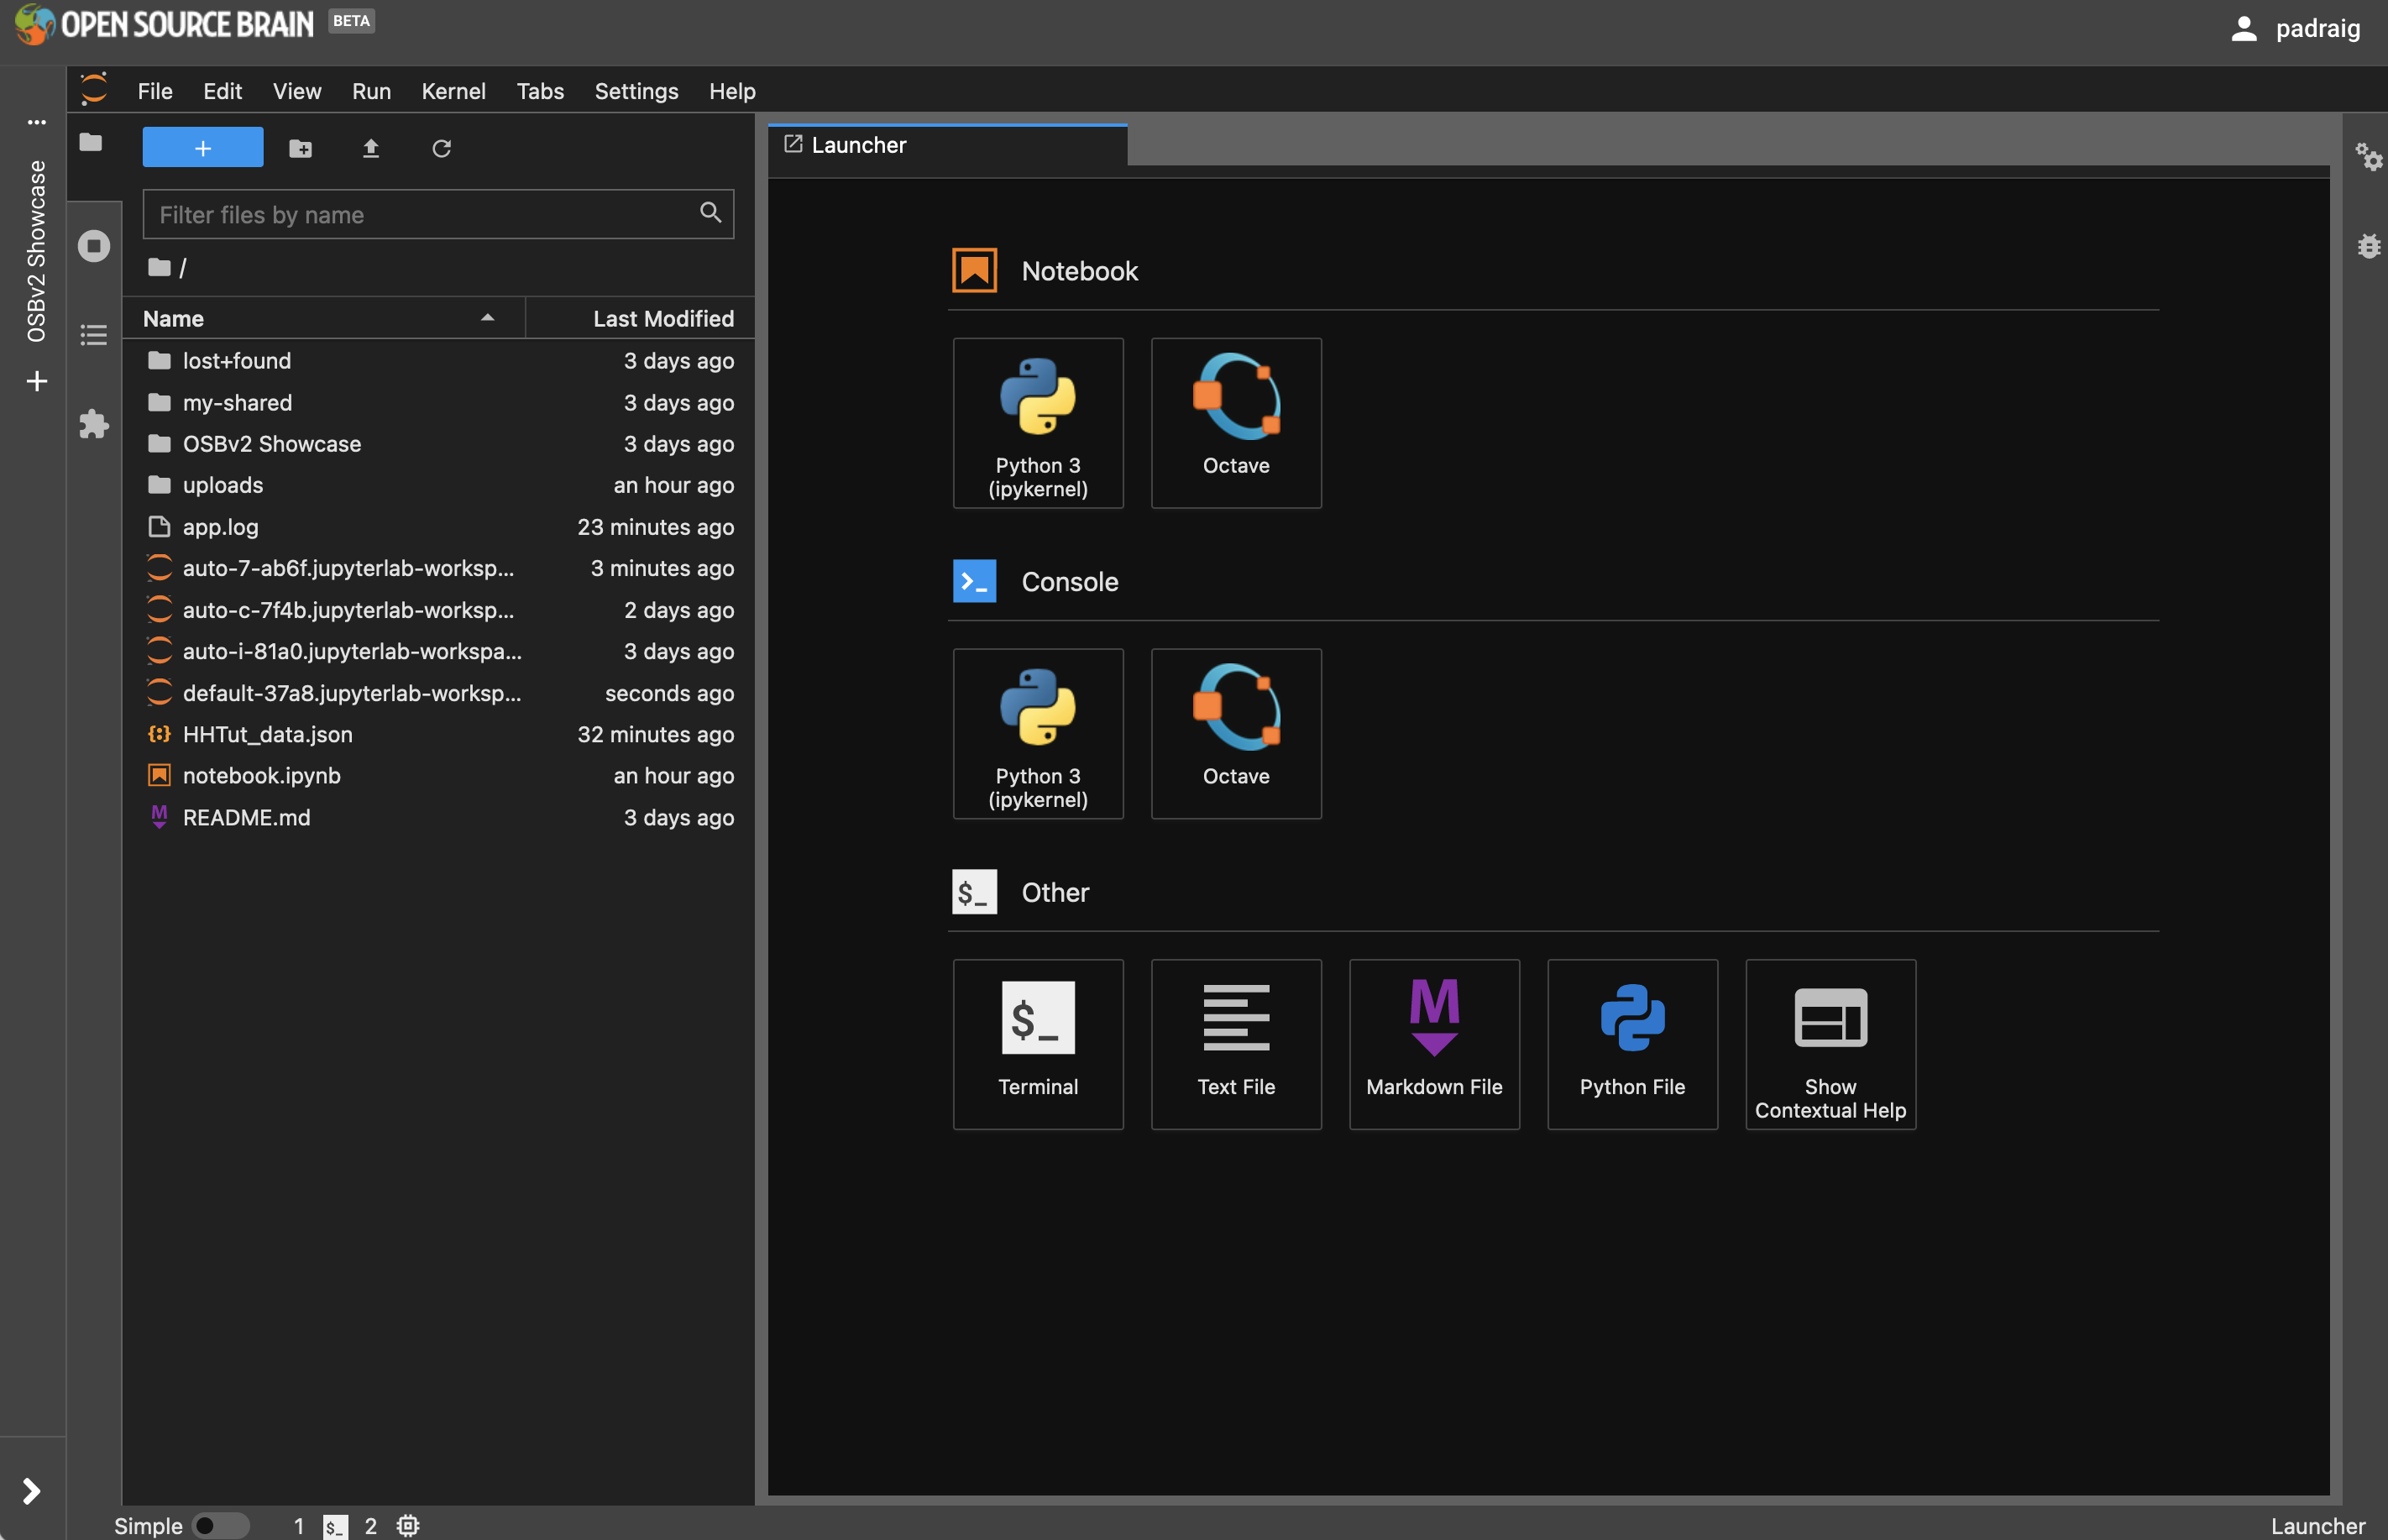 OPEN SOURCE BRAIN BETA
padraig
File Edit View Run Kernel Tabs Settings Help
OSBv2 Showcase
Launcher
Filter files by name
/
Name Last Modified
lost+found 3 days ago
my-shared 3 days ago
OSBv2 Showcase 3 days ago
uploads an hour ago
app.log 23 minutes ago
auto-7-ab6f.jupyterlab-worksp... 3 minutes ago
auto-c-7f4b.jupyterlab-worksp... 2 days ago
auto-i-81a0.jupyterlab-workspa... 3 days ago
default-37a8.jupyterlab-worksp... seconds ago
HHTut_data.json 32 minutes ago
notebook.ipynb an hour ago
README.md 3 days ago
Notebook
Python 3
(ipykernel)
Octave
Console
Python 3
(ipykernel)
Octave
$_ Other
$_
Terminal
Text File
M
Markdown File
Python File
Show
Contextual Help
Simple 1 $_ 2
Launcher